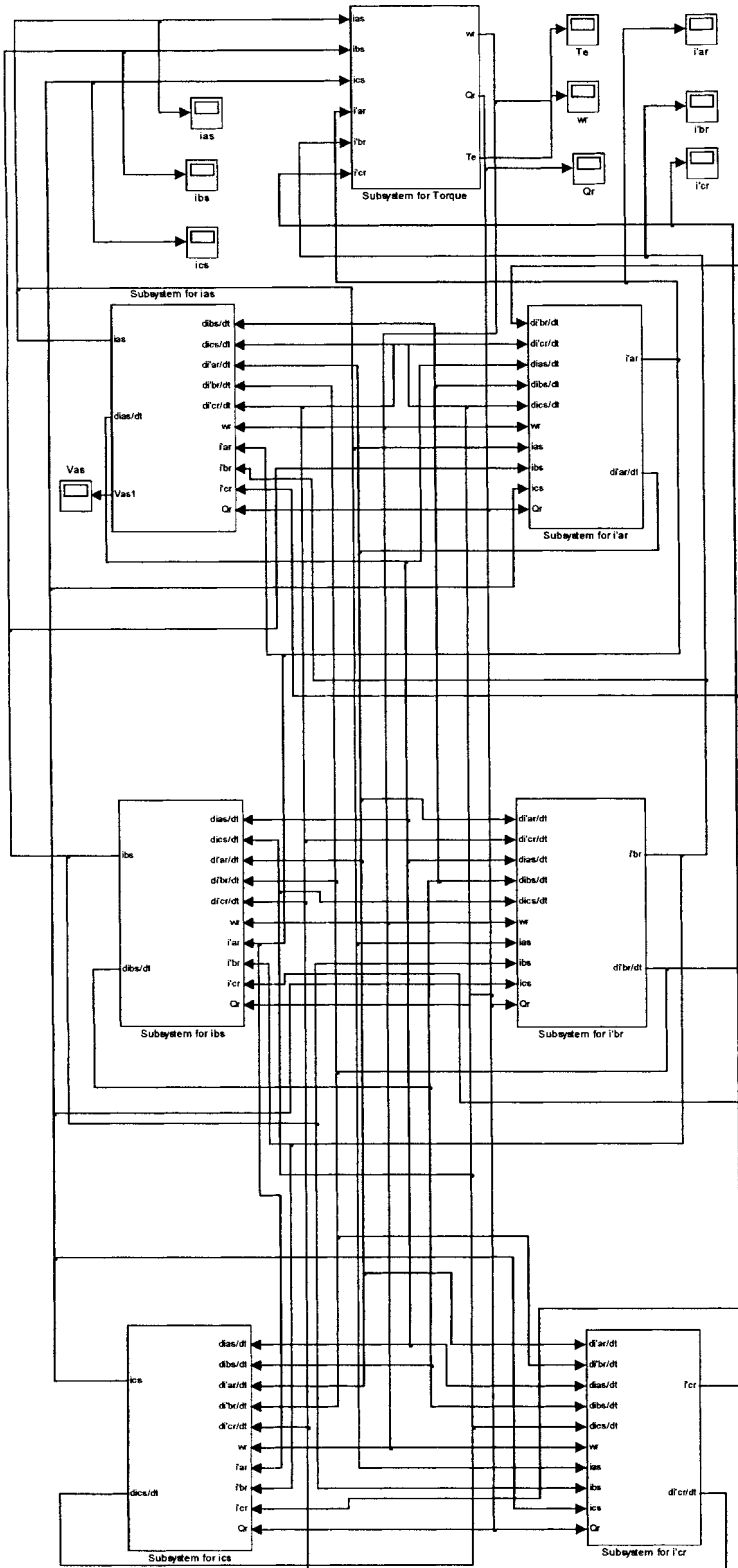 ias
ibs
ics
i'ar
i'br
i'cr
wr
Qr
Te
Subsystem for Torque
Te
wr
Qr
i'ar
i'br
i'cr
ias
ibs
ics
Subsystem for ias
ias
dias/dt
Vas1
Vas
dibs/dt
dics/dt
di'ar/dt
di'br/dt
di'cr/dt
wr
i'ar
i'br
i'cr
Qr
di'br/dt
di'cr/dt
dias/dt
dibs/dt
dics/dt
wr
ias
ibs
ics
Qr
i'ar
di'ar/dt
Subsystem for i'ar
ibs
dibs/dt
dias/dt
dics/dt
di'ar/dt
di'br/dt
di'cr/dt
wr
i'ar
i'br
i'cr
Qr
Subsystem for ibs
di'ar/dt
di'cr/dt
dias/dt
dibs/dt
dics/dt
wr
ias
ibs
ics
Qr
i'br
di'br/dt
Subsystem for i'br
ics
dics/dt
dias/dt
dibs/dt
di'ar/dt
di'br/dt
di'cr/dt
wr
i'ar
i'br
i'cr
Qr
Subsystem for ics
di'ar/dt
di'br/dt
dias/dt
dibs/dt
dics/dt
wr
ias
ibs
ics
Qr
i'cr
di'cr/dt
Subsystem for i'cr